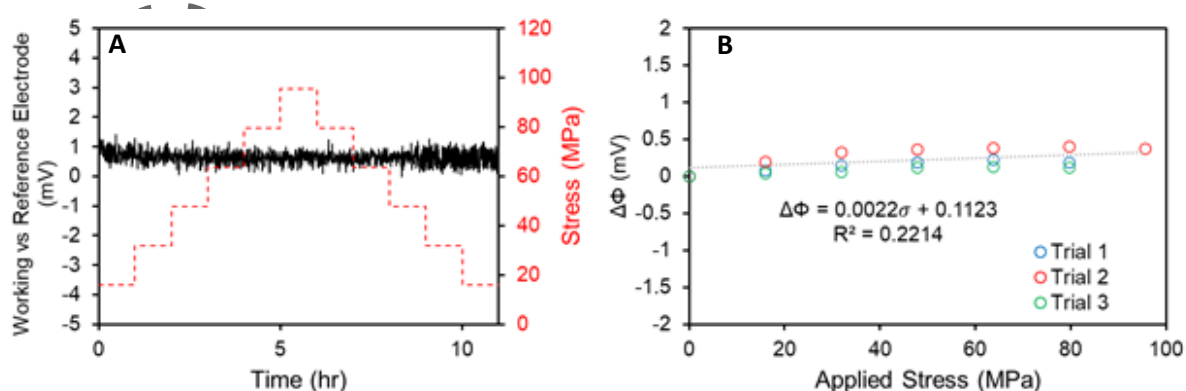 A
5
4
3
2
1
0
-1
-2
-3
-4
-5
Working vs Reference Electrode
(mV)
120
100
80
60
40
20
0
Stress (MPa)
0
5
10
Time (hr)
B
2
1.5
1
0.5
0
-0.5
-1
-1.5
-2
ΔΦ (mV)
ΔΦ = 0.0022σ + 0.1123
R² = 0.2214
Trial 1
Trial 2
Trial 3
0
20
40
60
80
100
Applied Stress (MPa)